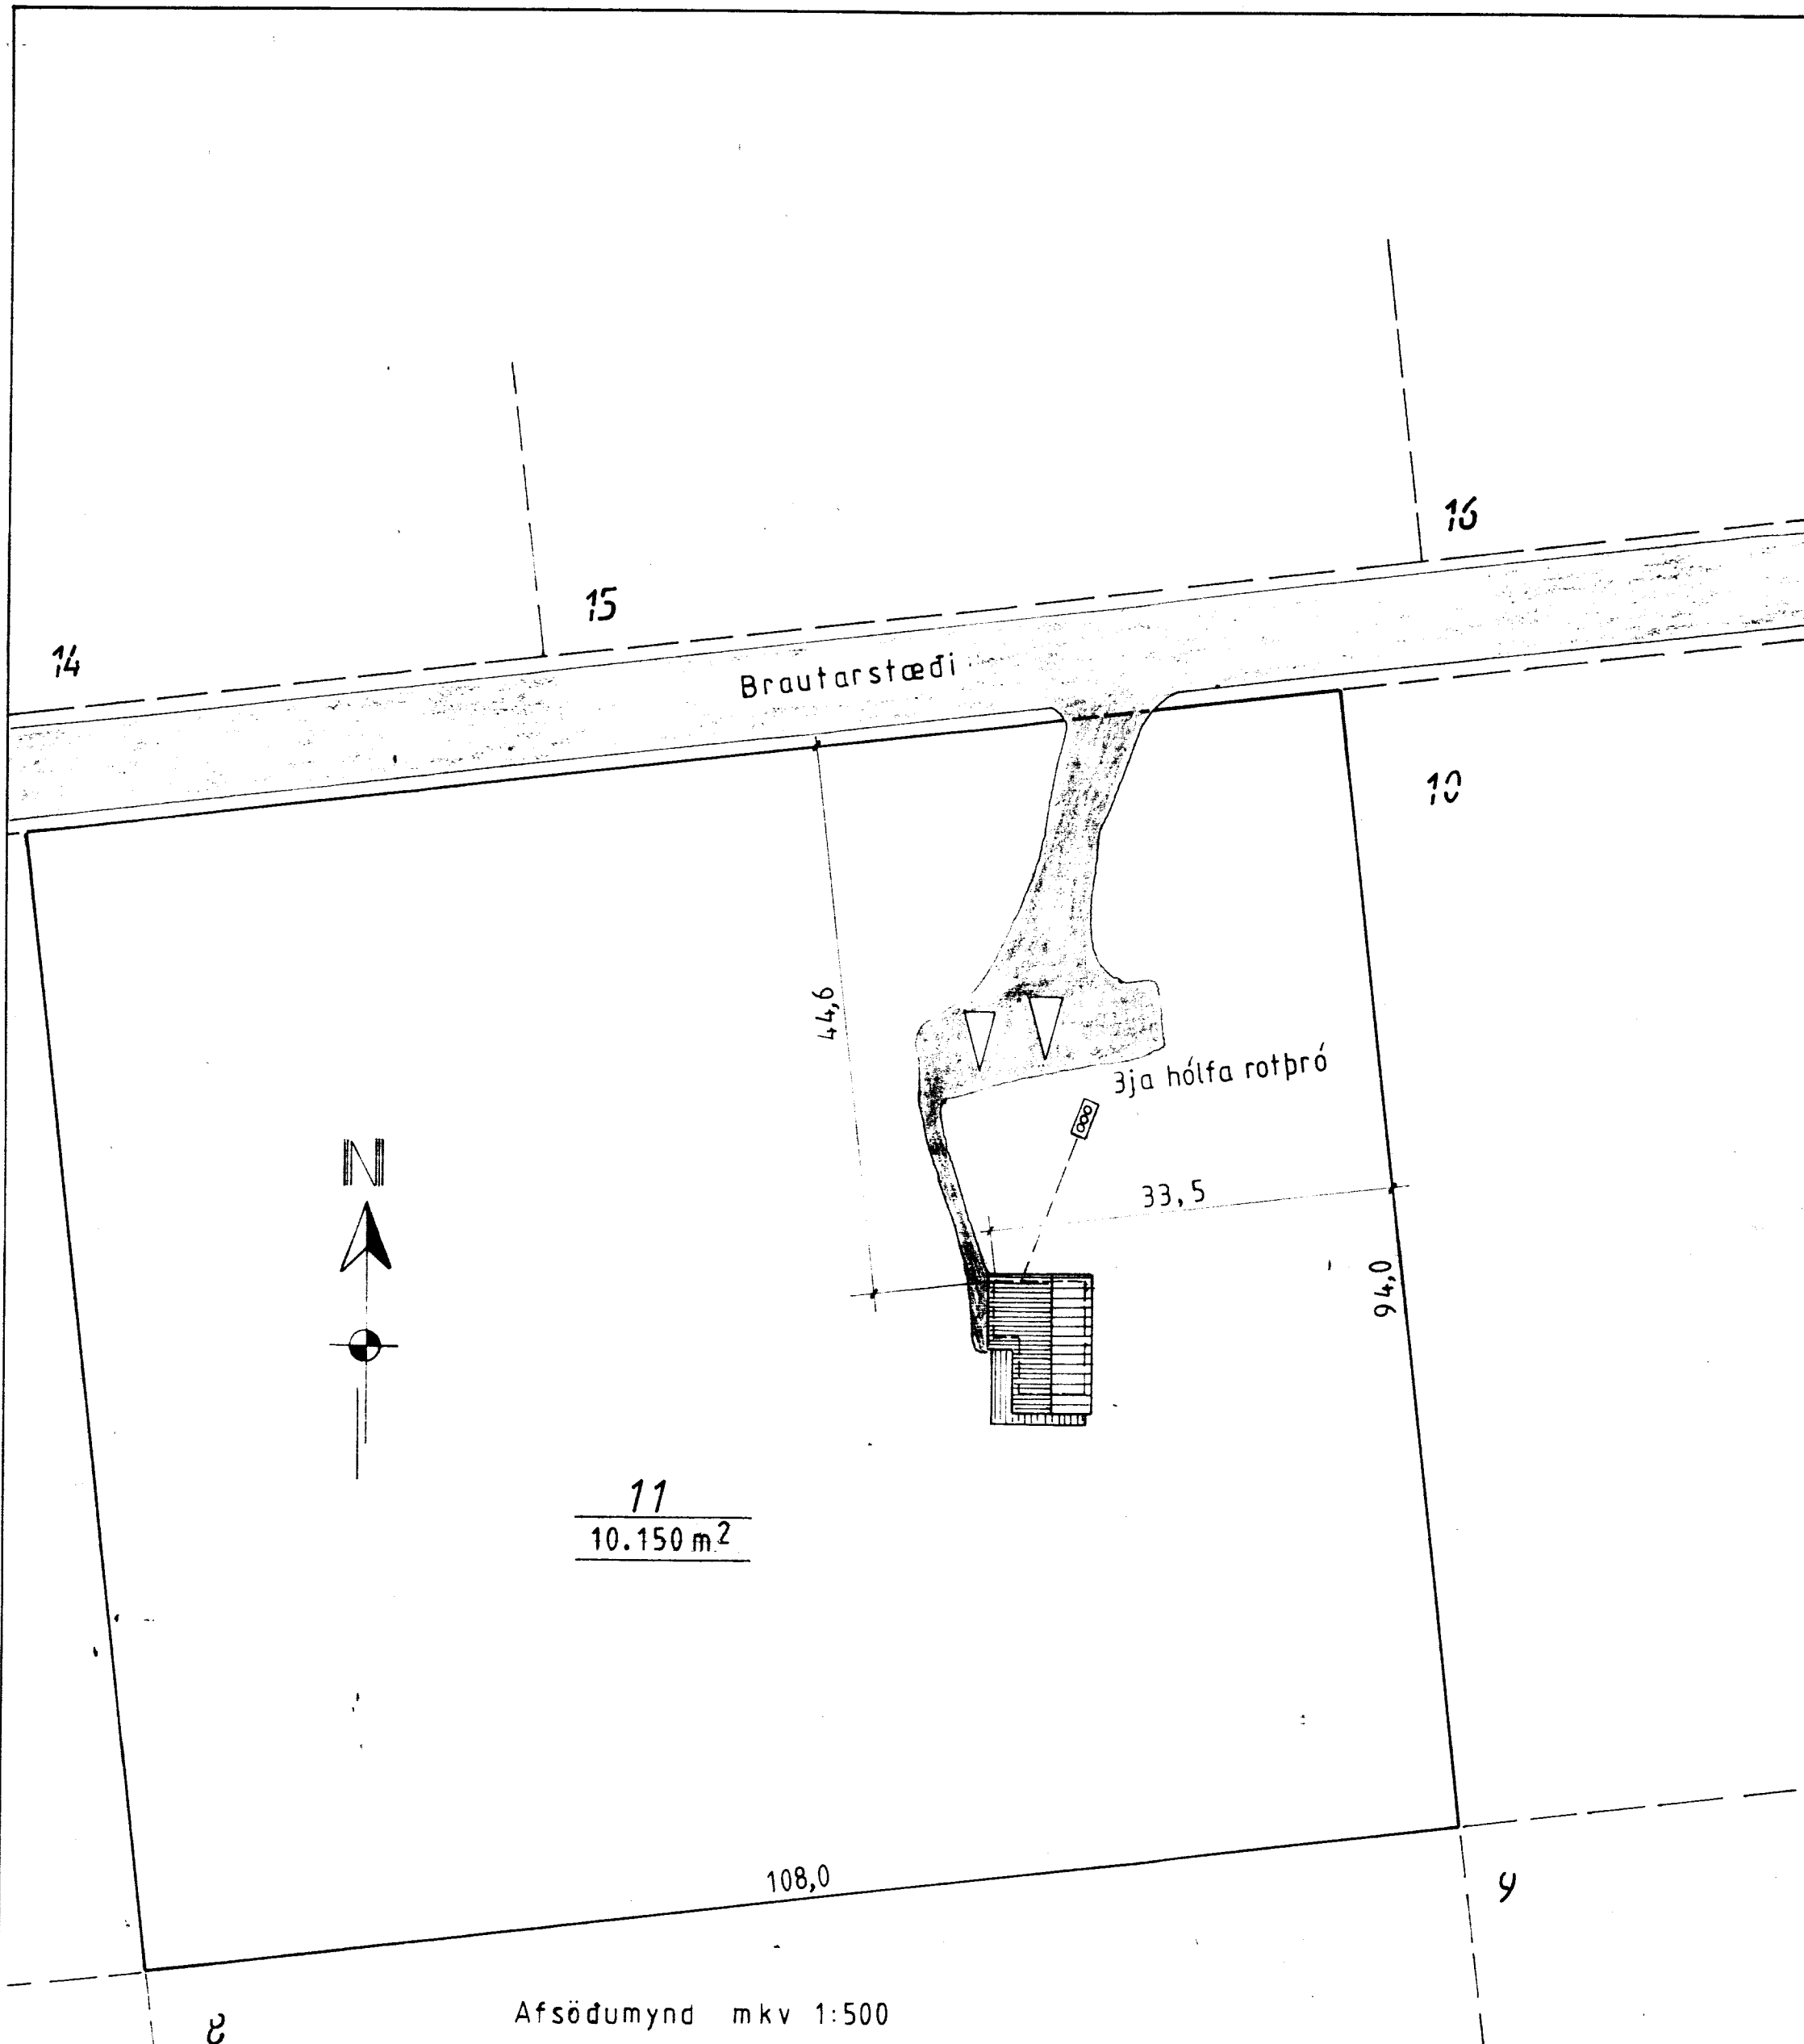 16
15
14
Brautarstæði
10
44,6
3ja hólfa rotþró
N
33,5
94,0
11
10.150 m²
108,0
9
8
Afsöðumynd mkv 1:500